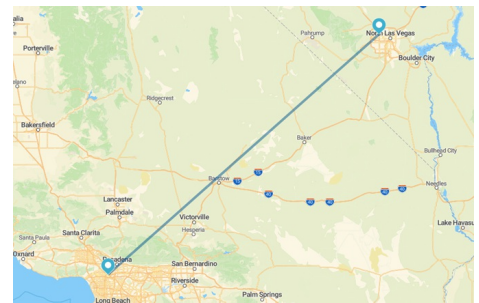 Porterville
Pahrump
North Las Vegas
Boulder City
Ridgecrest
Bakersfield
Baker
Bullhead City
Barstow
Needles
Lancaster
Palmdale
Victorville
Hesperia
Lake Havasu
Santa Paula
Santa Clarita
Oxnard
Pasadena
San Bernardino
Riverside
Palm Springs
Long Beach